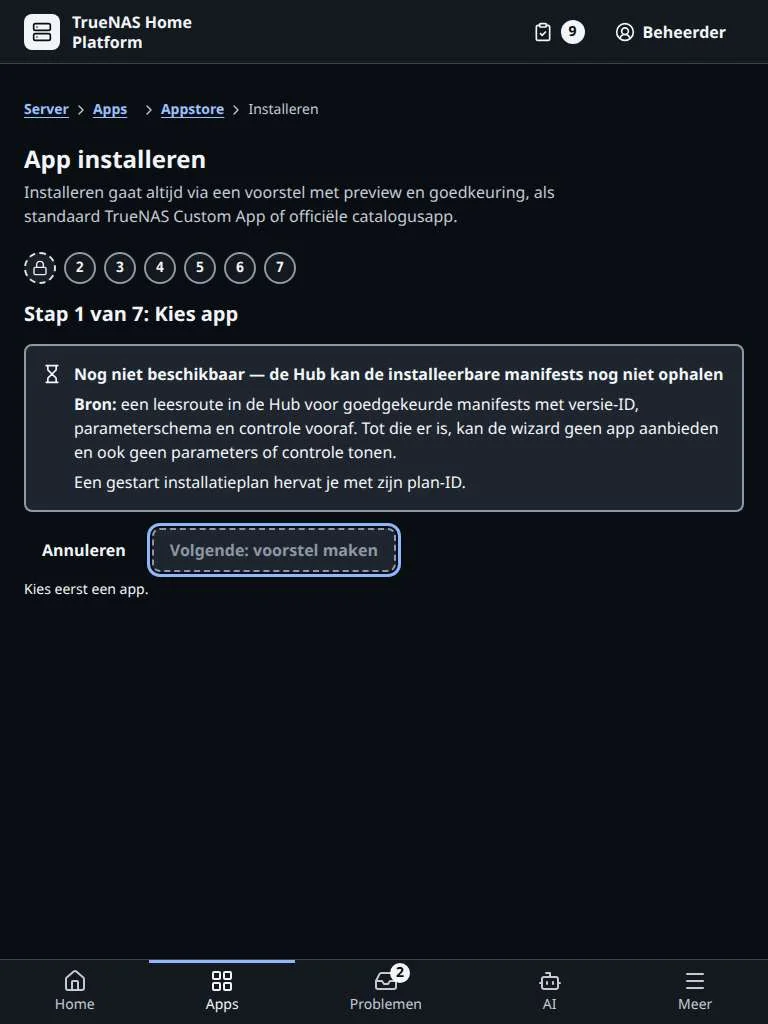 TrueNAS Home
Platform
9
Beheerder
Server > Apps > Appstore > Installeren
App installeren
Installeren gaat altijd via een voorstel met preview en goedkeuring, als
standaard TrueNAS Custom App of officiële catalogusapp.
2 3 4 5 6 7
Stap 1 van 7: Kies app
Nog niet beschikbaar — de Hub kan de installeerbare manifests nog niet ophalen
Bron: een leesroute in de Hub voor goedgekeurde manifests met versie-ID,
parameterschema en controle vooraf. Tot die er is, kan de wizard geen app aanbieden
en ook geen parameters of controle tonen.
Een gestart installatieplan hervat je met zijn plan-ID.
Annuleren
Volgende: voorstel maken
Kies eerst een app.
2
Home
Apps
Problemen
AI
Meer